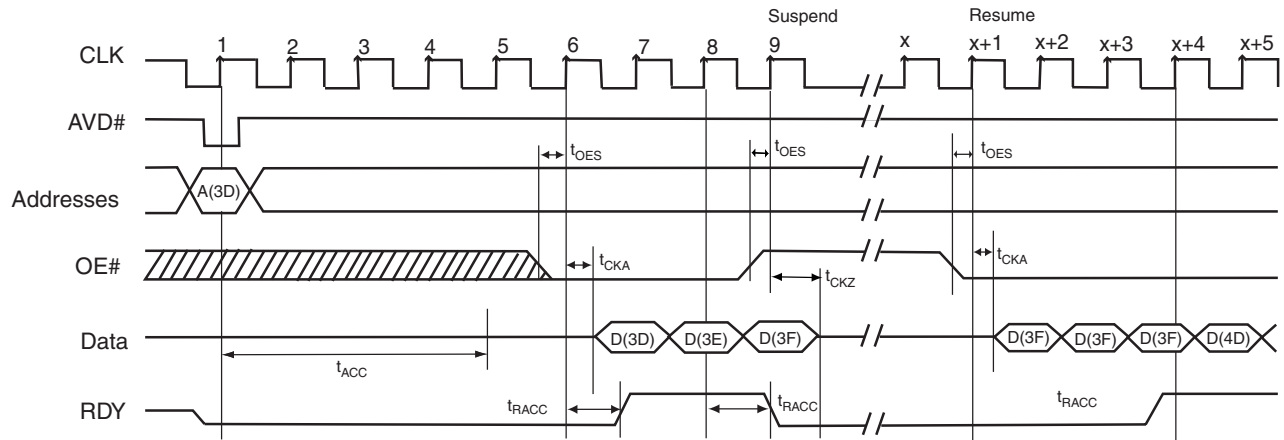 Suspend Resume
1 2 3 4 5 6 7 8 9 x x+1 x+2 x+3 x+4 x+5
CLK
AVD#
tOES tOES tOES
Addresses A(3D)
OE# tCKA tCKZ tCKA
Data D(3D) D(3E) D(3F) D(3F) D(3F) D(3F) D(4D)
tACC
RDY tRACC tRACC tRACC